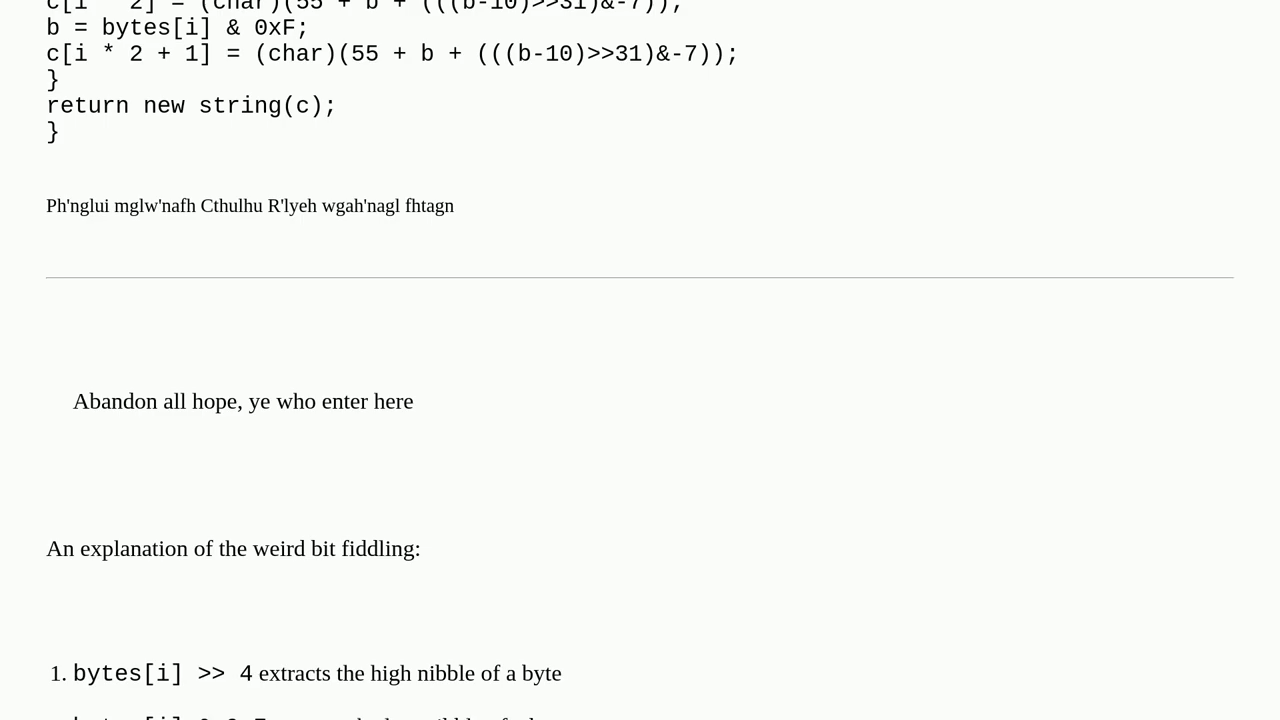 b = bytes[i] & 0xF;
c[i * 2 + 1] = (char)(55 + b + (((b-10)>>31)&-7));
}
return new string(c);
}
Ph'nglui mglw'nafh Cthulhu R'lyeh wgah'nagl fhtagn
Abandon all hope, ye who enter here
An explanation of the weird bit fiddling:
1. bytes[i] >> 4 extracts the high nibble of a byte